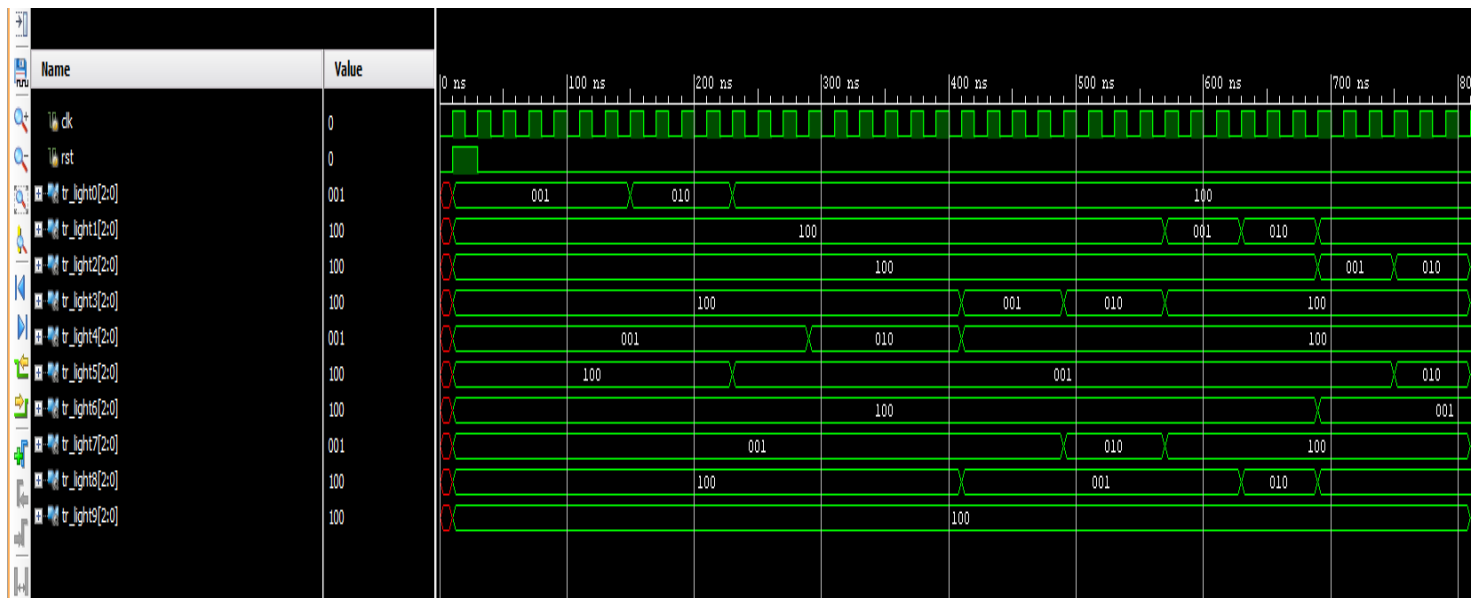 Name Value
0 ns 100 ns 200 ns 300 ns 400 ns 500 ns 600 ns 700 ns 80
clk 0
rst 0
tr_light0[2:0] 001 001 010 100
tr_light1[2:0] 100 100 001 010
tr_light2[2:0] 100 100 001 010
tr_light3[2:0] 100 100 001 010 100
tr_light4[2:0] 001 001 010 100
tr_light5[2:0] 100 100 001 010
tr_light6[2:0] 100 100 001
tr_light7[2:0] 001 001 010 100
tr_light8[2:0] 100 100 001 010
tr_light9[2:0] 100 100